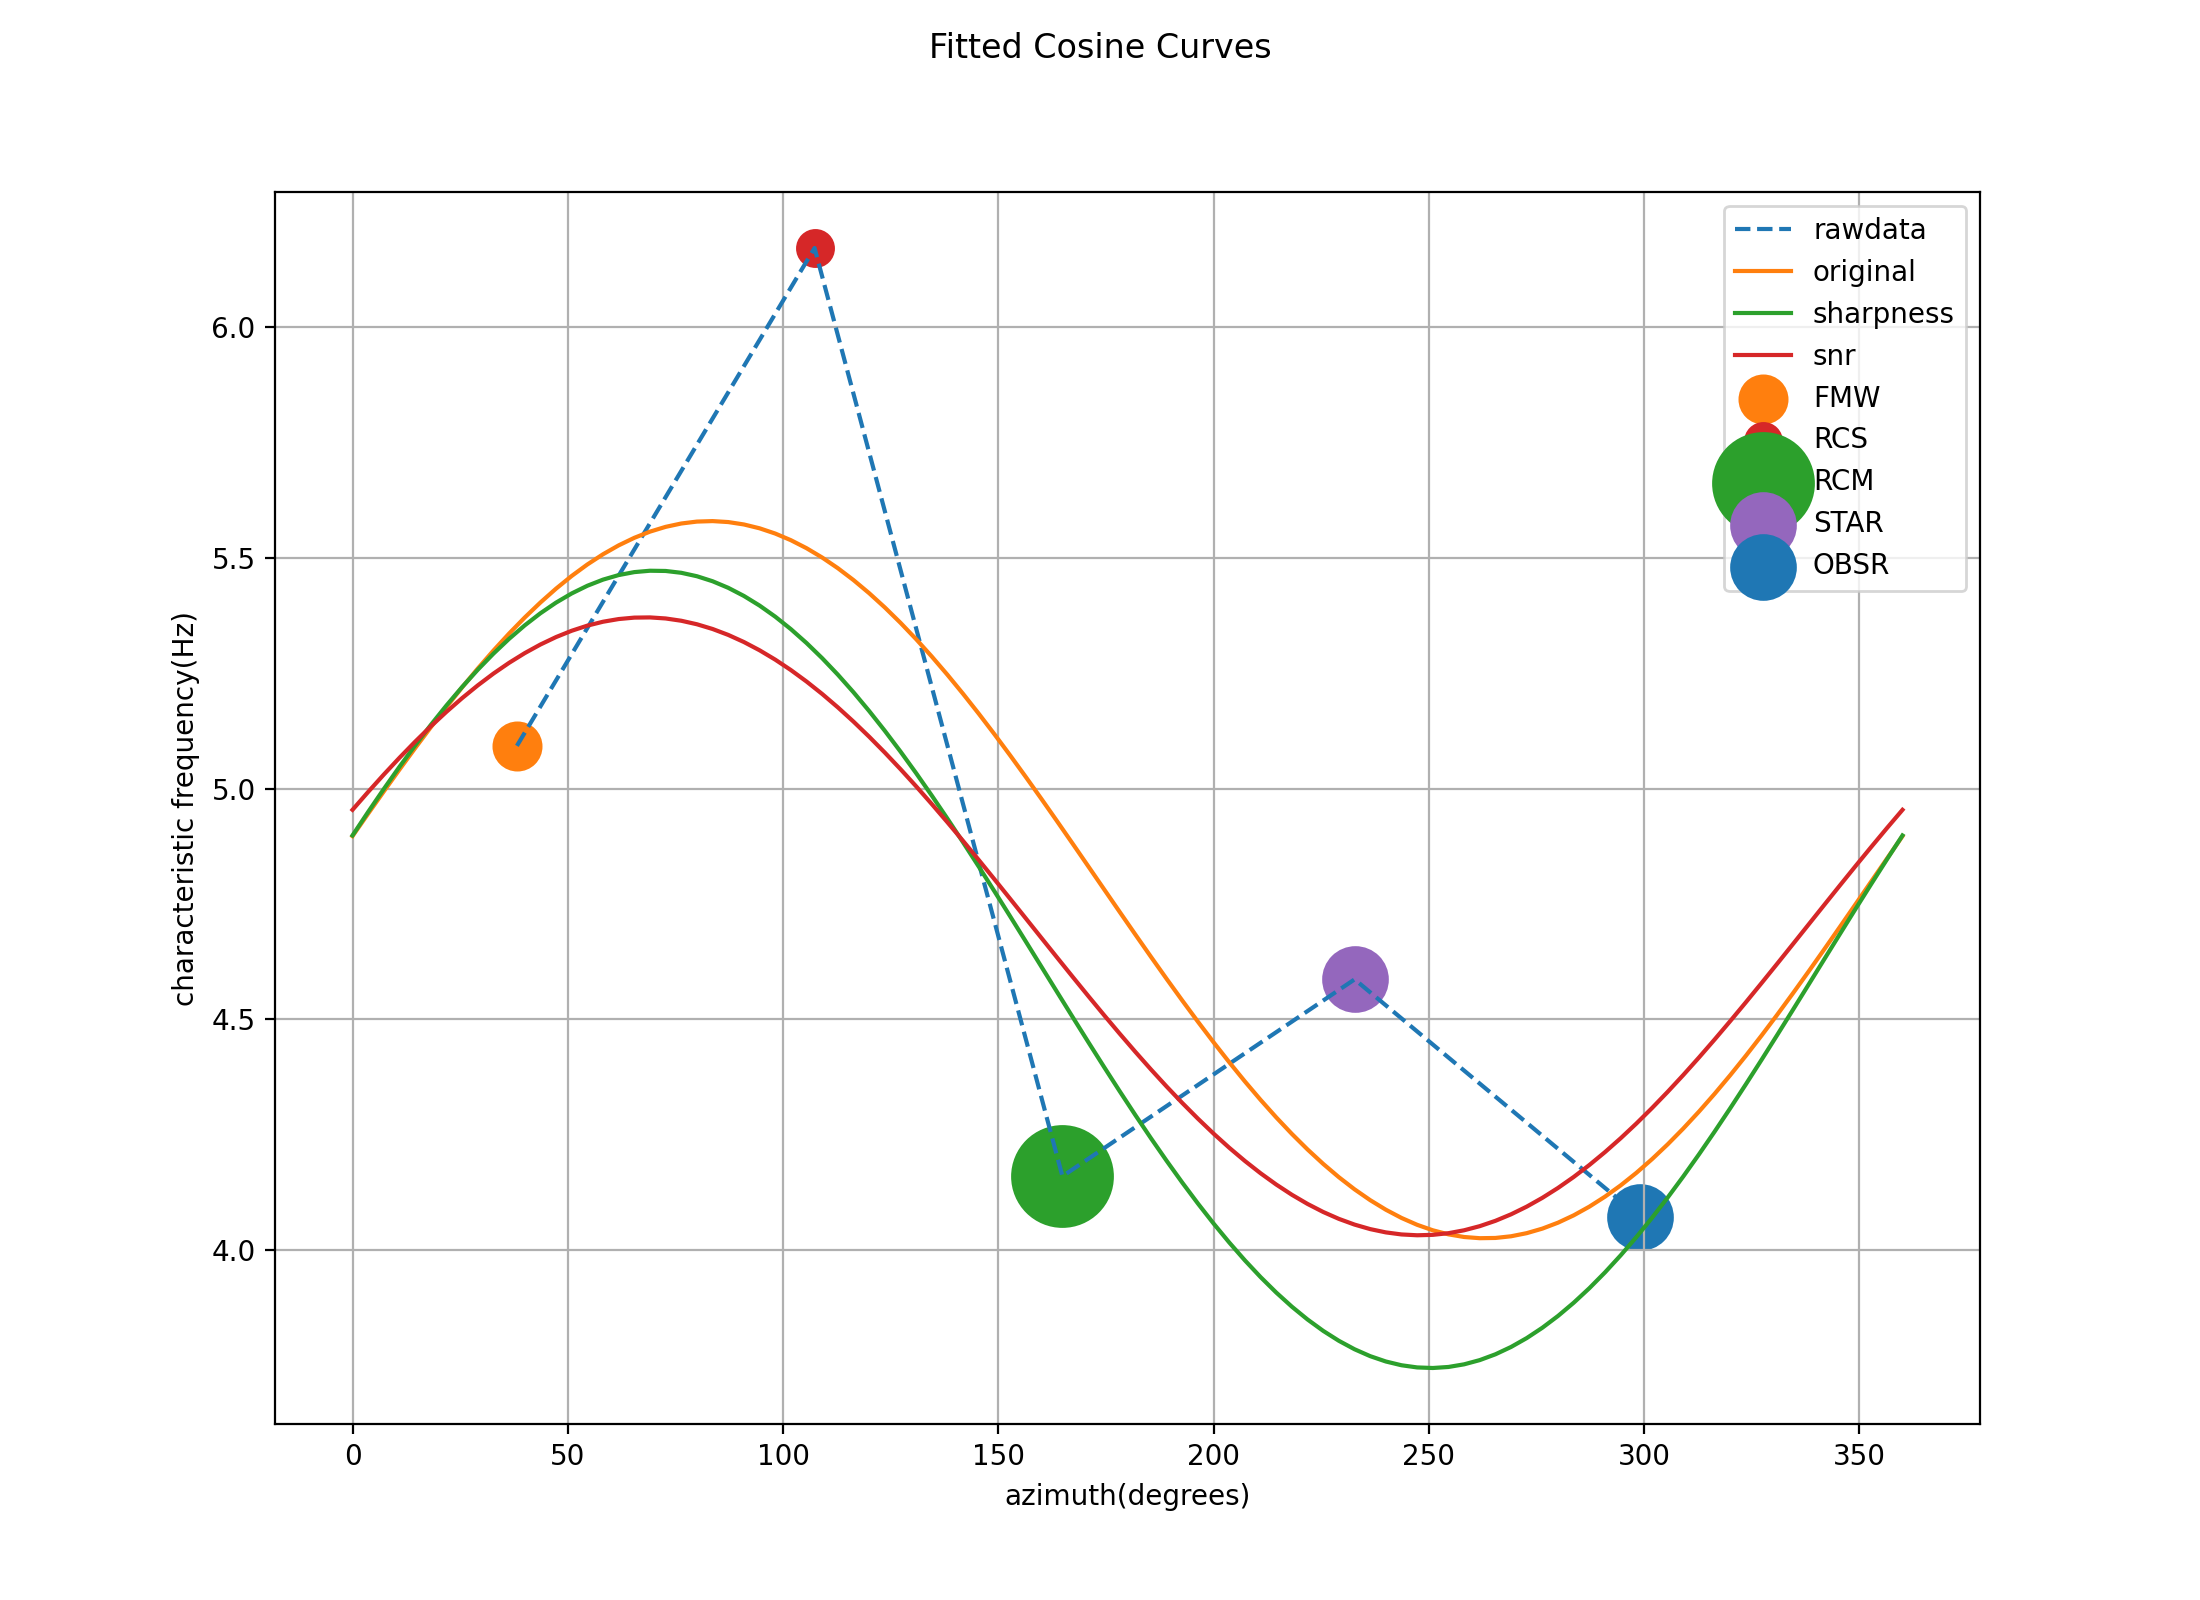 Fitted Cosine Curves
characteristic frequency(Hz)
6.0
5.5
5.0
4.5
4.0
rawdata
original
sharpness
snr
FMW
RCS
RCM
STAR
OBSR
0 50 100 150 200 250 300 350
azimuth(degrees)